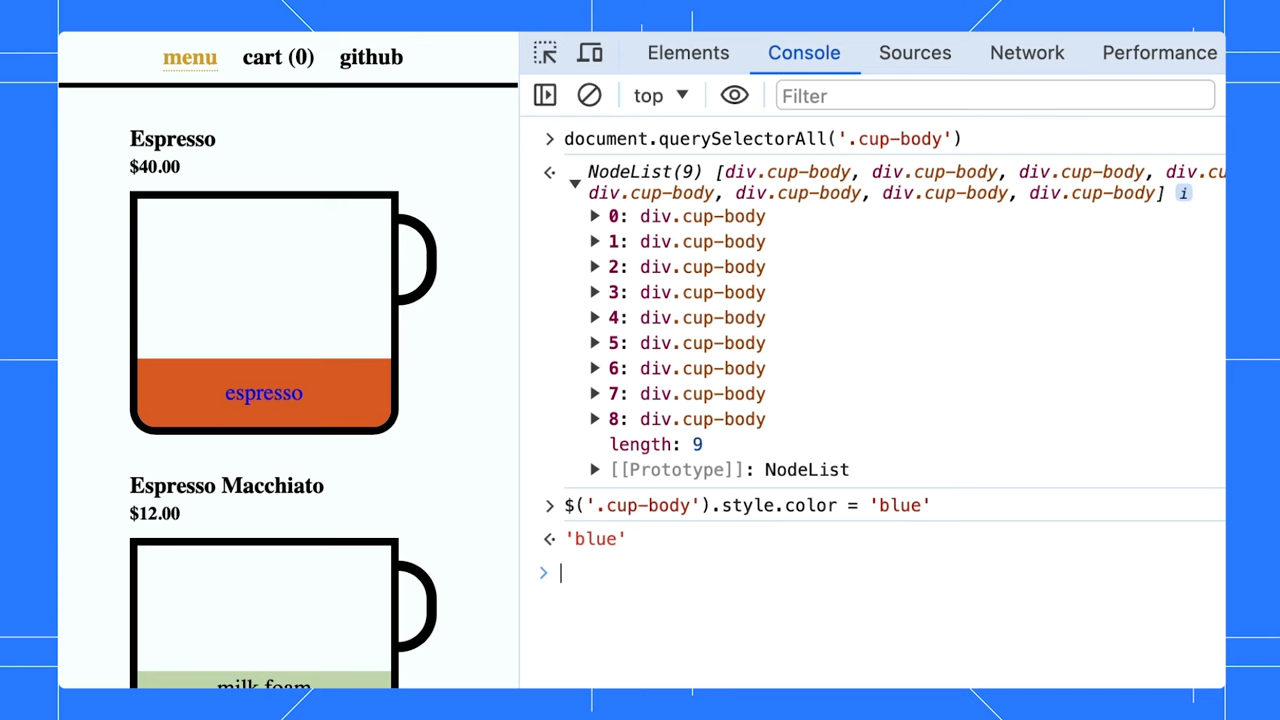 menu cart (0) github
Espresso
$40.00
espresso
Espresso Macchiato
$12.00
milk foam
Elements Console Sources Network Performance
top Filter
document.querySelectorAll('.cup-body')
NodeList(9) [div.cup-body, div.cup-body, div.cup-body, div.cu
div.cup-body, div.cup-body, div.cup-body, div.cup-body] i
0: div.cup-body
1: div.cup-body
2: div.cup-body
3: div.cup-body
4: div.cup-body
5: div.cup-body
6: div.cup-body
7: div.cup-body
8: div.cup-body
length: 9
[[Prototype]]: NodeList
$('.cup-body').style.color = 'blue'
'blue'